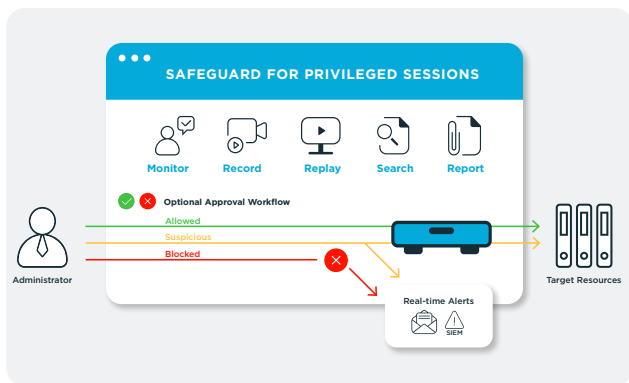 SAFEGUARD FOR PRIVILEGED SESSIONS
Monitor
Record
Replay
Search
Report
Optional Approval Workflow
Allowed
Suspicious
Blocked
Administrator
Target Resources
Real-time Alerts
SIEM